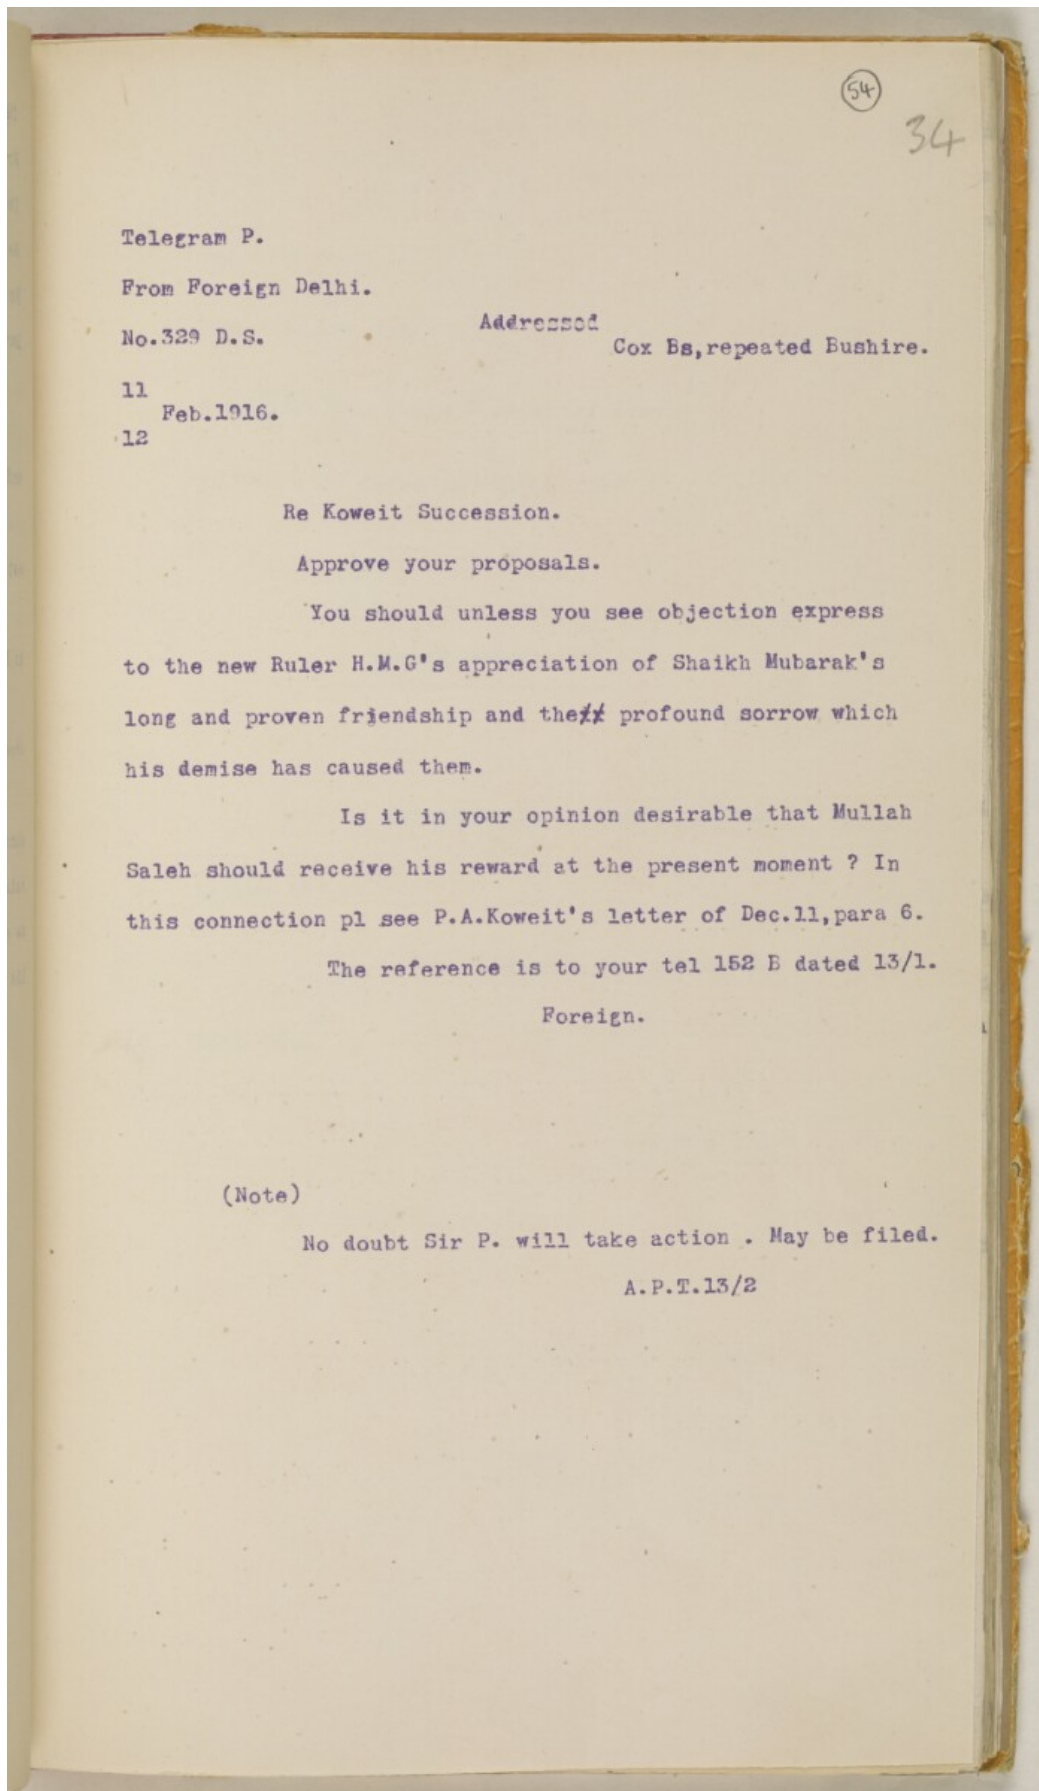 54
34
Telegram P.
From Foreign Delhi.
No.329 D.S.
Addressed
Cox Bs,repeated Bushire.
11
Feb.1916.
12
Re Koweit Succession.
Approve your proposals.
You should unless you see objection express
to the new Ruler H.M.G's appreciation of Shaikh Mubarak's
long and proven friendship and the profound sorrow which
his demise has caused them.
Is it in your opinion desirable that Mullah
Saleh should receive his reward at the present moment ? In
this connection pl see P.A.Koweit's letter of Dec.11,para 6.
The reference is to your tel 152 B dated 13/1.
Foreign.
(Note)
No doubt Sir P. will take action . May be filed.
A.P.T.13/2